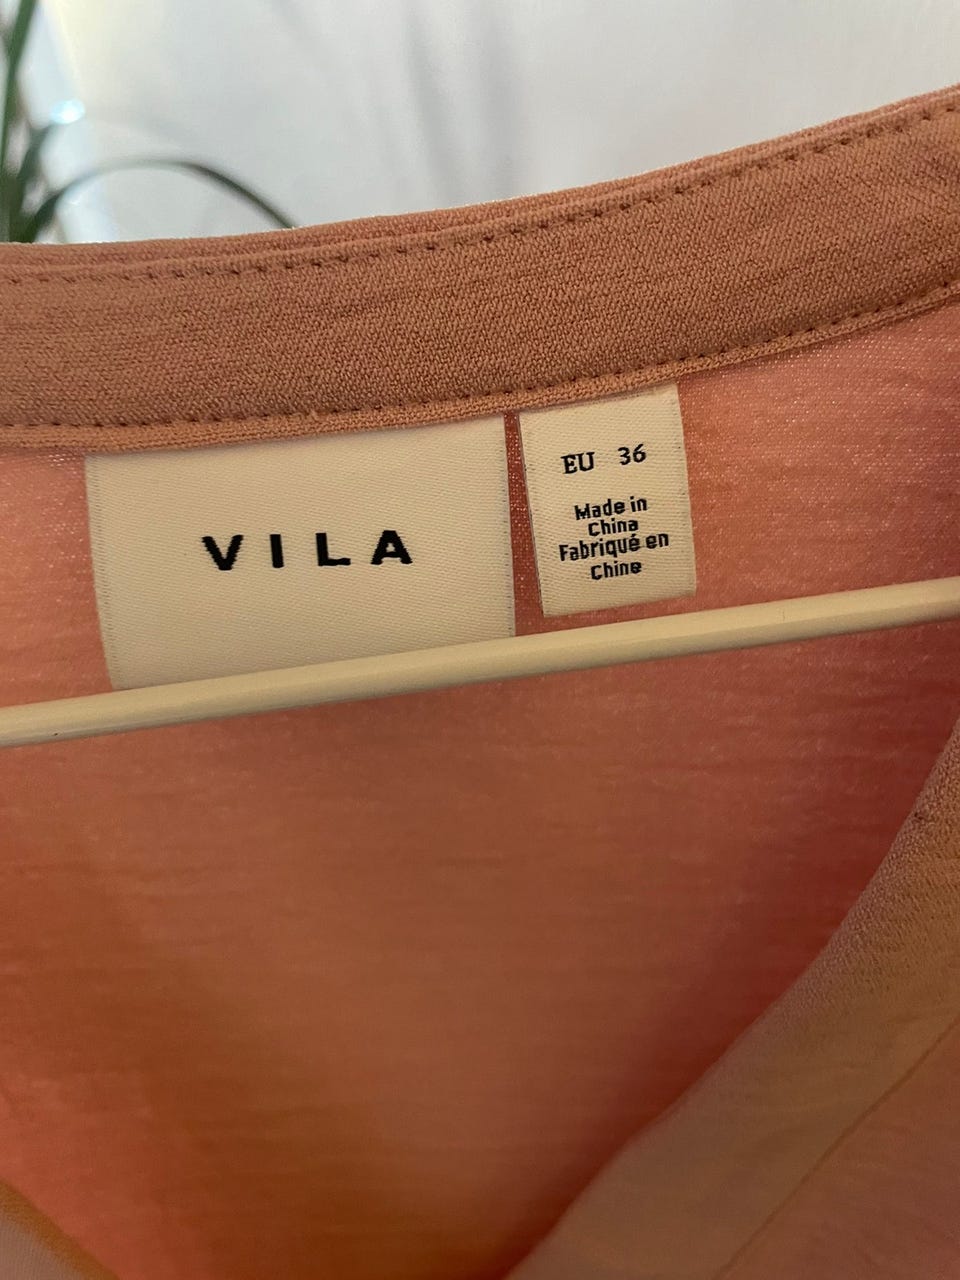 VILA
EU 36
Made in
China
Fabriqué en
Chine